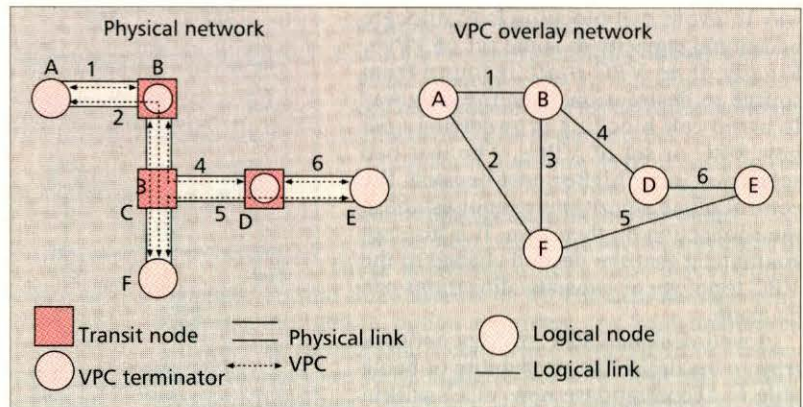 Physical network
VPC overlay network
A
1
B
2
3
4
6
C
5
D
E
F
A
1
B
2
3
4
D
6
E
5
F
Transit node
Physical link
VPC terminator
VPC
Logical node
Logical link